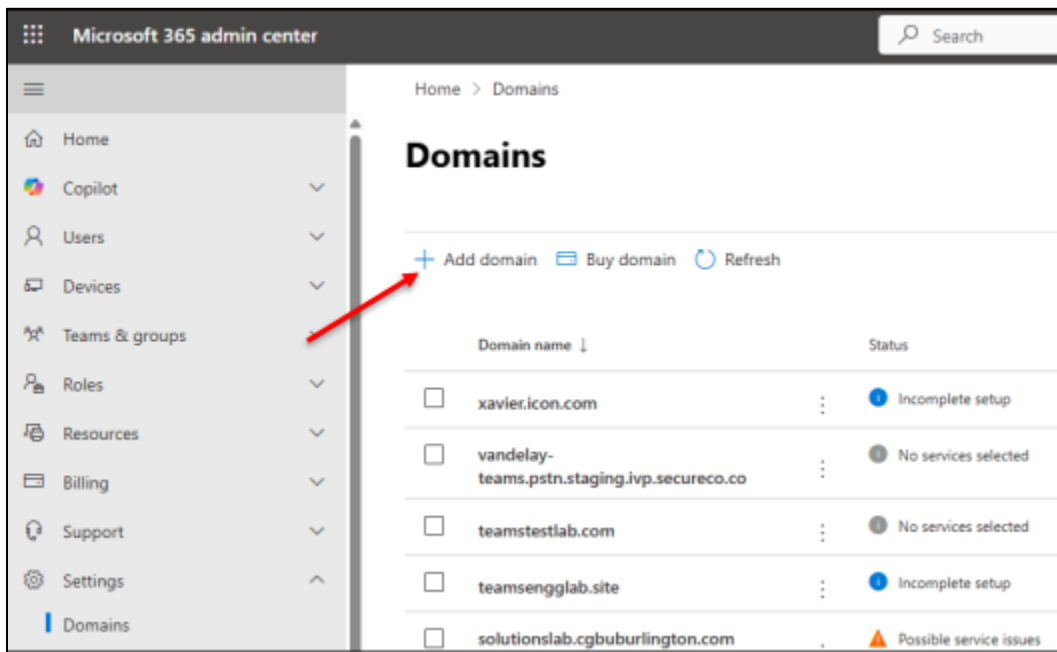 Microsoft 365 admin center
Search
Home > Domains
Home
Copilot
Users
Devices
Teams & groups
Roles
Resources
Billing
Support
Settings
Domains
Domains
Add domain
Buy domain
Refresh
Domain name ↓
Status
xavier.icon.com
Incomplete setup
vandelay-
teams.pstn.staging.ivp.secureco.co
No services selected
teamstestlab.com
No services selected
teamsengglab.site
Incomplete setup
solutionslab.cgbuburlington.com
Possible service issues